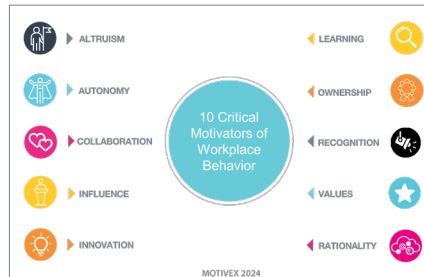 ALTRUISM
AUTONOMY
COLLABORATION
INFLUENCE
INNOVATION
10 Critical
Motivators of
Workplace
Behavior
LEARNING
OWNERSHIP
RECOGNITION
VALUES
RATIONALITY
MOTIVEX 2024